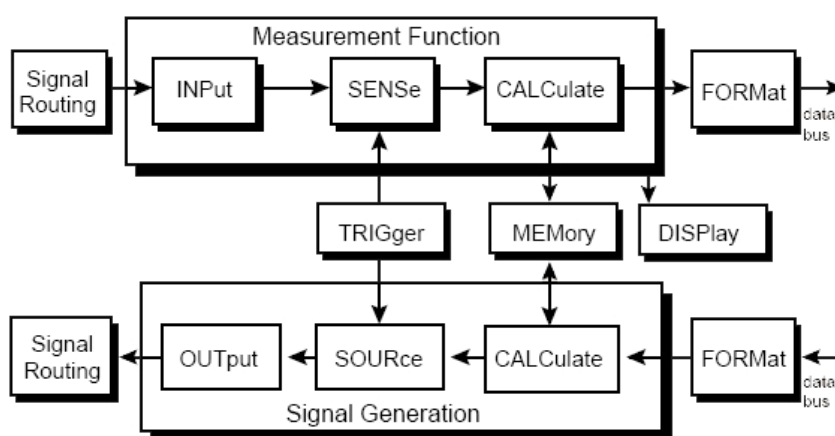 Measurement Function
Signal
Routing
INPut
SENSe
CALCulate
FORMat
data
bus
TRIGger
MEMory
DISPlay
Signal
Routing
OUTput
SOURce
CALCulate
FORMat
data
bus
Signal Generation